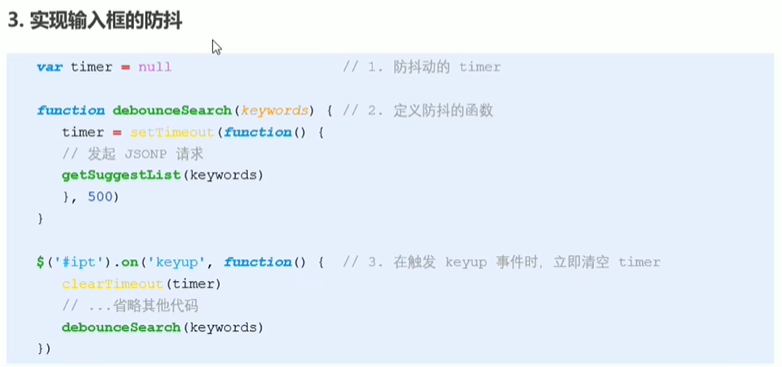 3. 实现输入框的防抖
var timer = null // 1. 防抖动的 timer
function debounceSearch(keywords) { // 2. 定义防抖的函数
timer = setTimeout(function() {
// 发起 JSONP 请求
getSuggestList(keywords)
}, 500)
}
$('#ipt').on('keyup', function() { // 3. 在触发 keyup 事件时，立即清空 timer
clearTimeout(timer)
// ...省略其他代码
debounceSearch(keywords)
})